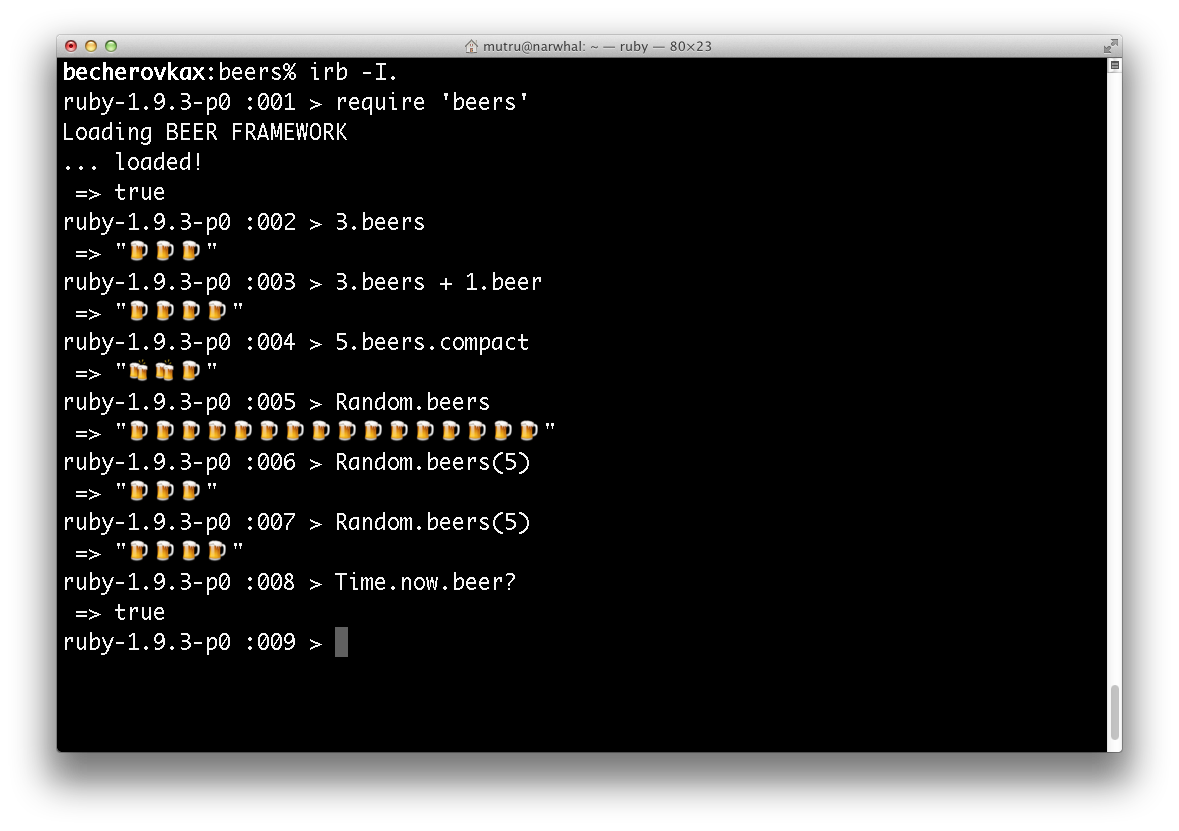 mutru@narwhal: ~ — ruby — 80×23
becherovkax:beers% irb -I.
ruby-1.9.3-p0 :001 > require 'beers'
Loading BEER FRAMEWORK
... loaded!
 => true
ruby-1.9.3-p0 :002 > 3.beers
 => "🍺🍺🍺"
ruby-1.9.3-p0 :003 > 3.beers + 1.beer
 => "🍺🍺🍺🍺"
ruby-1.9.3-p0 :004 > 5.beers.compact
 => "🍻🍻🍺"
ruby-1.9.3-p0 :005 > Random.beers
 => "🍺🍺🍺🍺🍺🍺🍺🍺🍺🍺🍺🍺🍺🍺🍺🍺"
ruby-1.9.3-p0 :006 > Random.beers(5)
 => "🍺🍺🍺"
ruby-1.9.3-p0 :007 > Random.beers(5)
 => "🍺🍺🍺🍺"
ruby-1.9.3-p0 :008 > Time.now.beer?
 => true
ruby-1.9.3-p0 :009 >